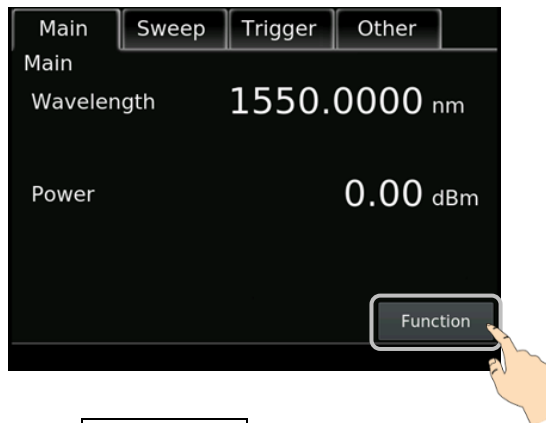 Main Sweep Trigger Other
Main
Wavelength 1550.0000 nm
Power 0.00 dBm
Function